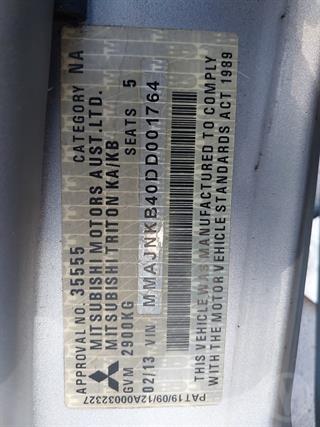 APPROVAL NO. 35555 CATEGORY NA
MITSUBISHI MOTORS AUST.LTD.
MITSUBISHI TRITON KA/KB
GVM 2900KG SEATS 5
02/13 VIN MMAJNKB40DD001764
THIS VEHICLE WAS MANUFACTURED TO COMPLY
WITH THE MOTOR VEHICLE STANDARDS ACT 1989
PAT19/09/12A00032327